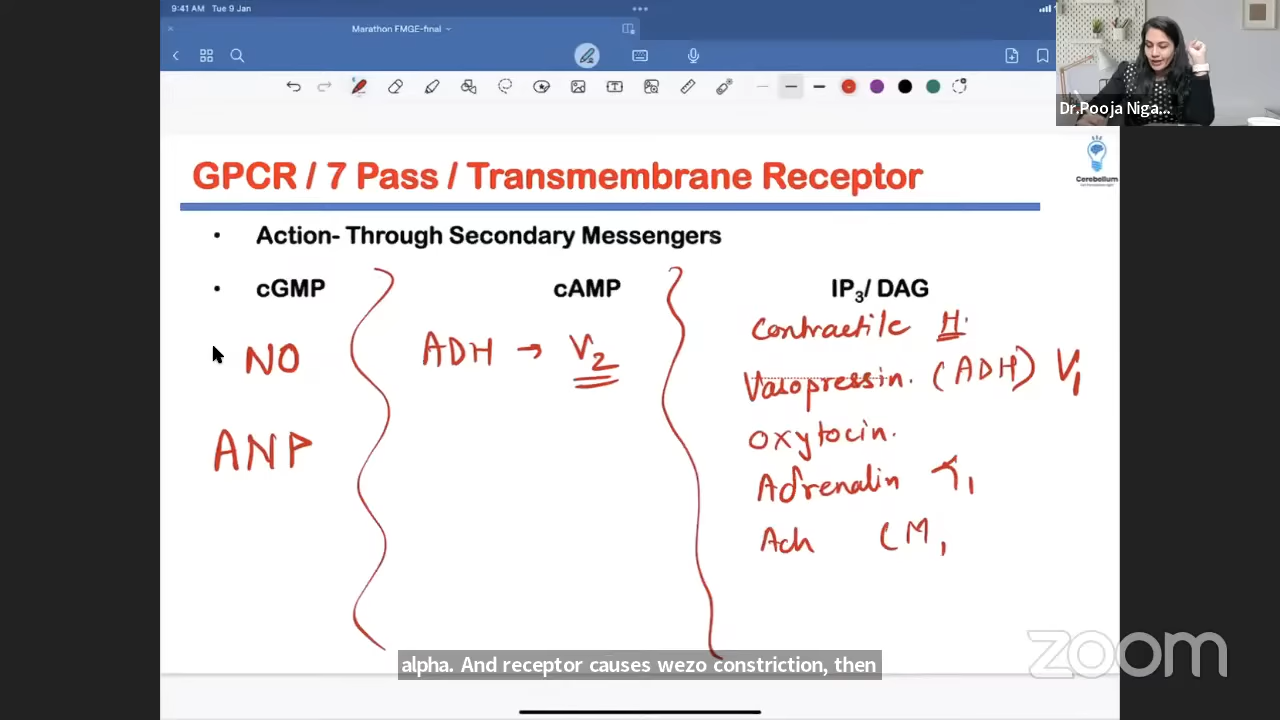 9:41 AM Tue 9 Jan
Marathon FMGE-final
Dr.Pooja Niga...
GPCR / 7 Pass / Transmembrane Receptor
Cerebellum
• Action- Through Secondary Messengers
• cGMP cAMP IP3/ DAG
NO
ANP
ADH → V2
Contractile H.
Vasopressin. (ADH) V1
Oxytocin.
Adrenalin α1
Ach (M1
alpha. And receptor causes wezo constriction, then
zoom